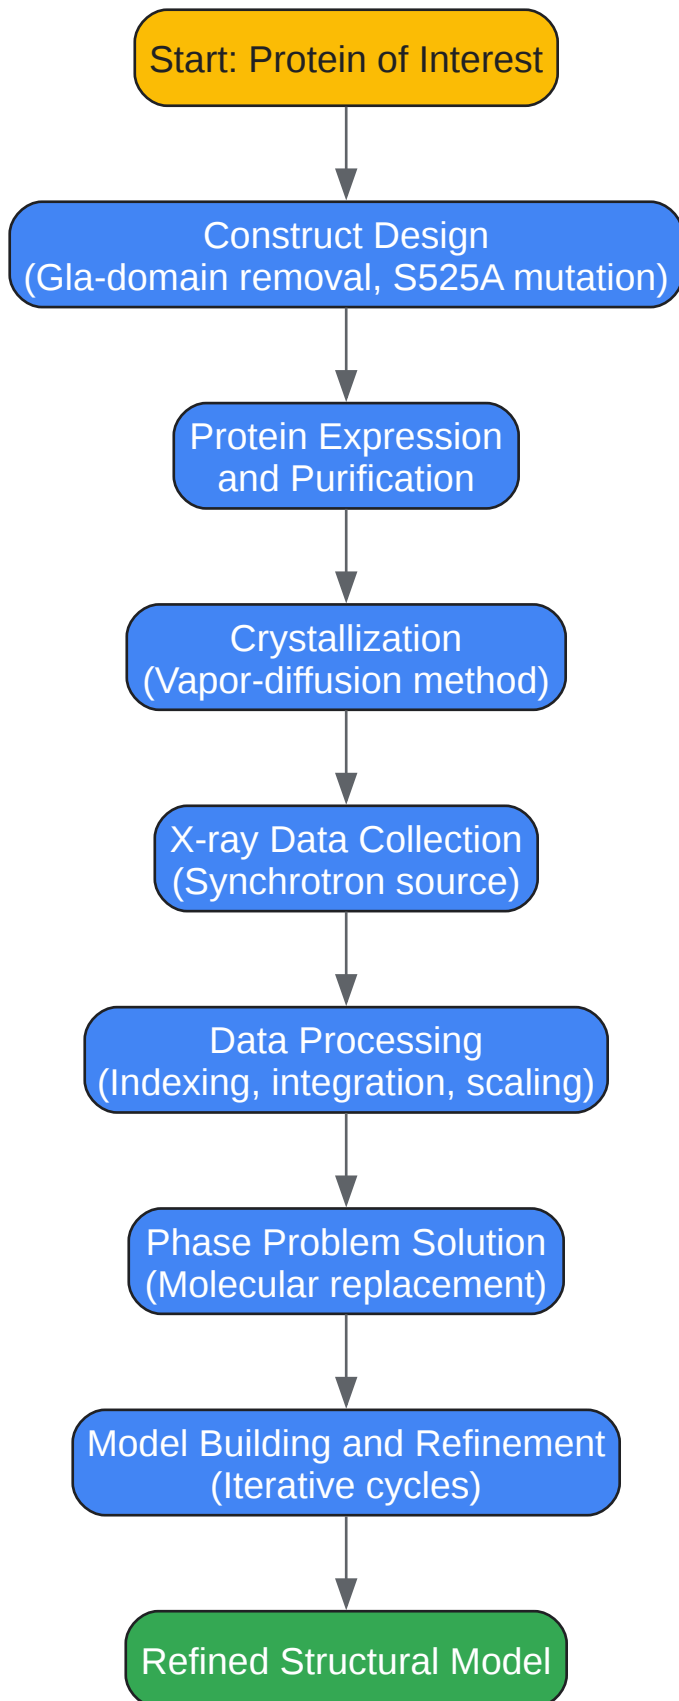 Start: Protein of Interest
Construct Design
(Gla-domain removal, S525A mutation)
Protein Expression
and Purification
Crystallization
(Vapor-diffusion method)
X-ray Data Collection
(Synchrotron source)
Data Processing
(Indexing, integration, scaling)
Phase Problem Solution
(Molecular replacement)
Model Building and Refinement
(Iterative cycles)
Refined Structural Model